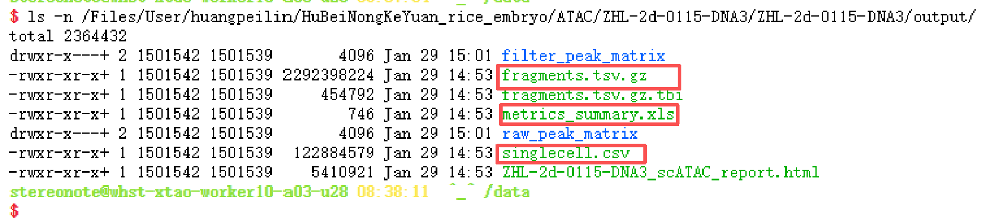 $ ls -n /Files/User/huangpeilin/HuBeiNongKeYuan_rice_embryo/ATAC/ZHL-2d-0115-DNA3/ZHL-2d-0115-DNA3/output/
total 2364432
drwxr-x---+ 2 1501542 1501539 4096 Jan 29 15:01 filter_peak_matrix
-rwxr-xr-x+ 1 1501542 1501539 2292398224 Jan 29 14:53 fragments.tsv.gz
-rwxr-xr-x+ 1 1501542 1501539 454792 Jan 29 14:53 fragments.tsv.gz.tbi
-rwxr-xr-x+ 1 1501542 1501539 746 Jan 29 14:53 metrics_summary.xls
drwxr-x---+ 2 1501542 1501539 4096 Jan 29 15:01 raw_peak_matrix
-rwxr-xr-x+ 1 1501542 1501539 122884579 Jan 29 14:53 singlecell.csv
-rwxr-xr-x+ 1 1501542 1501539 5410921 Jan 29 14:53 ZHL-2d-0115-DNA3_scATAC_report.html
stereonote@whst-xtao-worker10-a03-u28 08:38:11 ^_^ /data
$